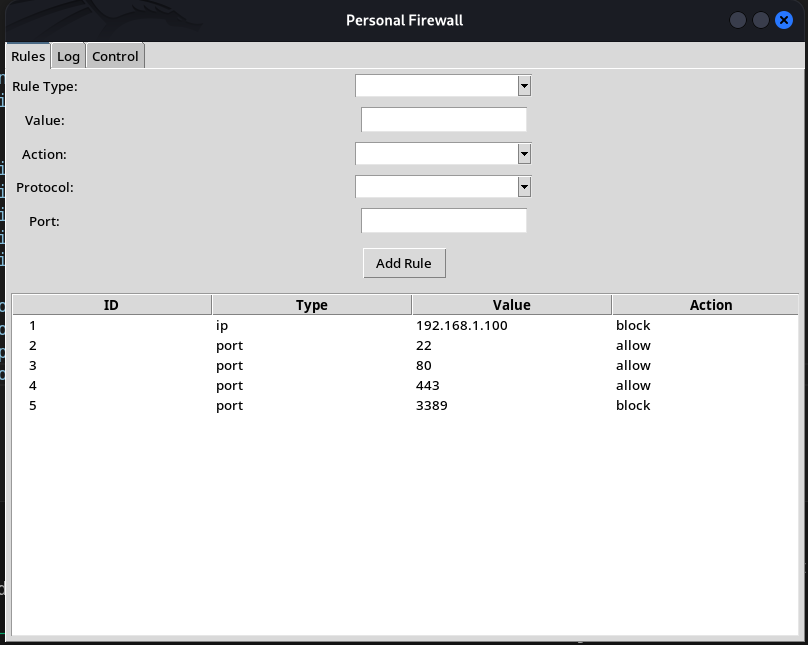 Personal Firewall
Rules Log Control
Rule Type:
Value:
Action:
Protocol:
Port:
Add Rule
ID Type Value Action
1 ip 192.168.1.100 block
2 port 22 allow
3 port 80 allow
4 port 443 allow
5 port 3389 block